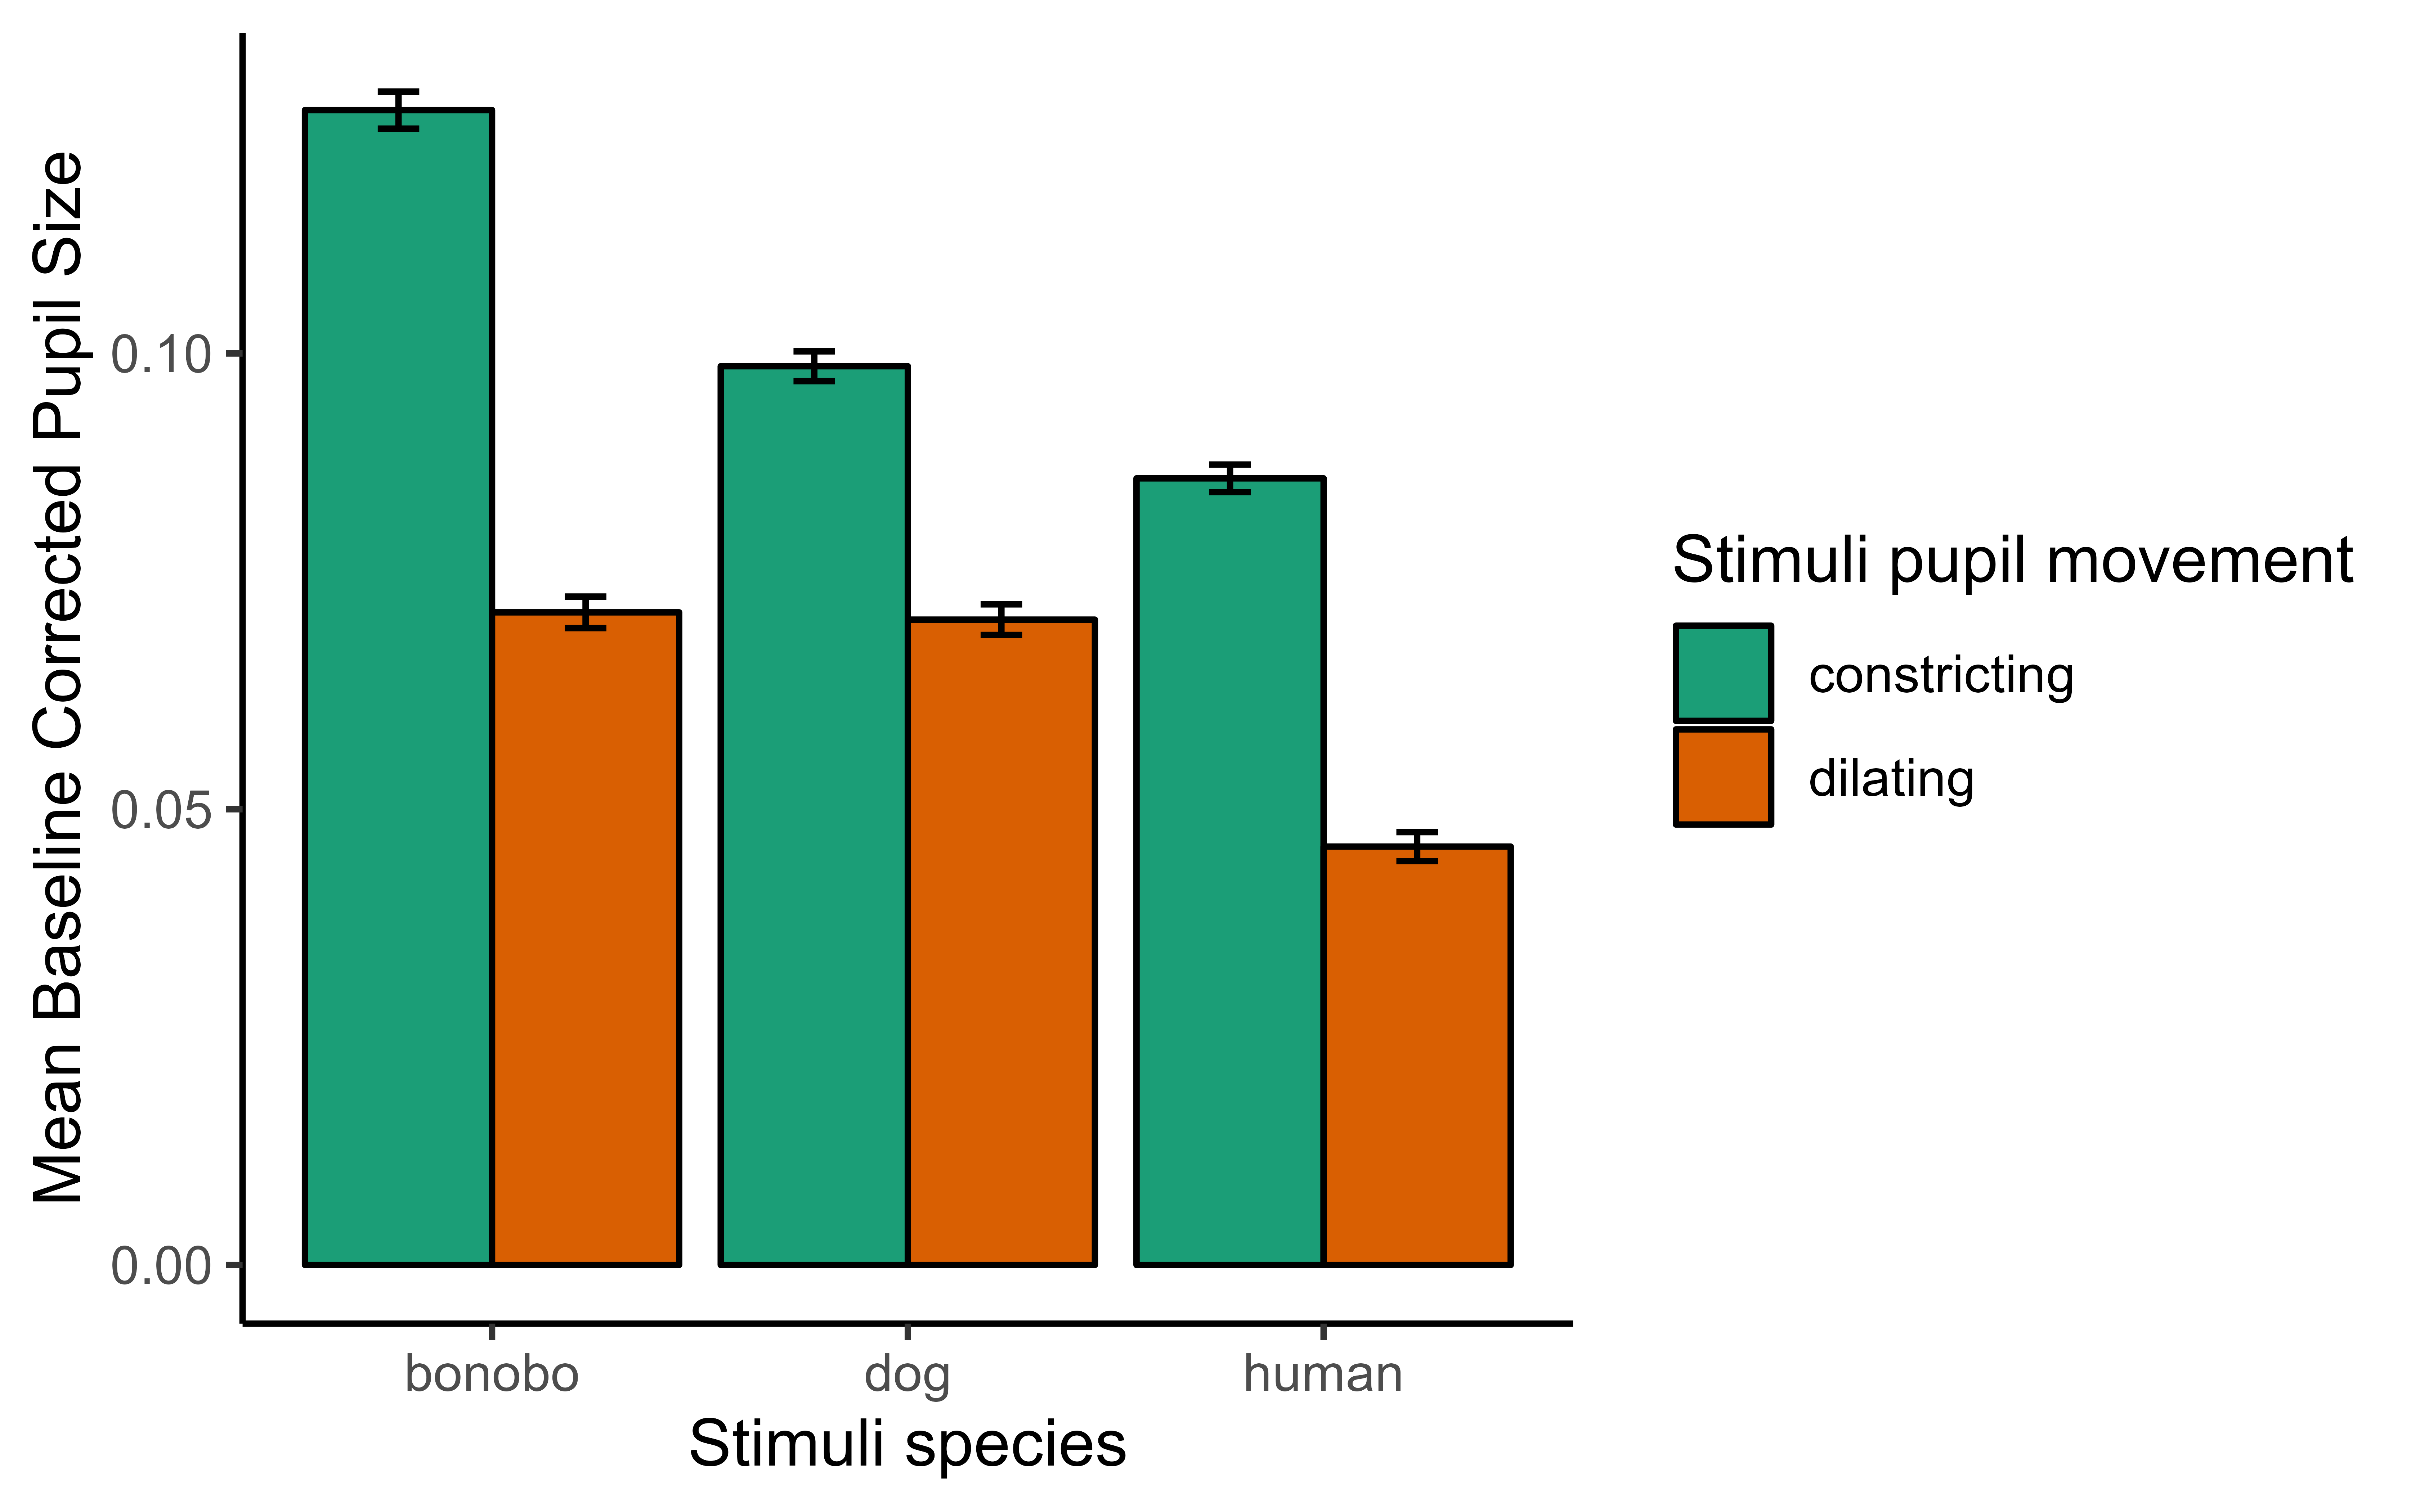 Mean Baseline Corrected Pupil Size
0.10
0.05
0.00
bonobo dog human
Stimuli species
Stimuli pupil movement
constricting
dilating